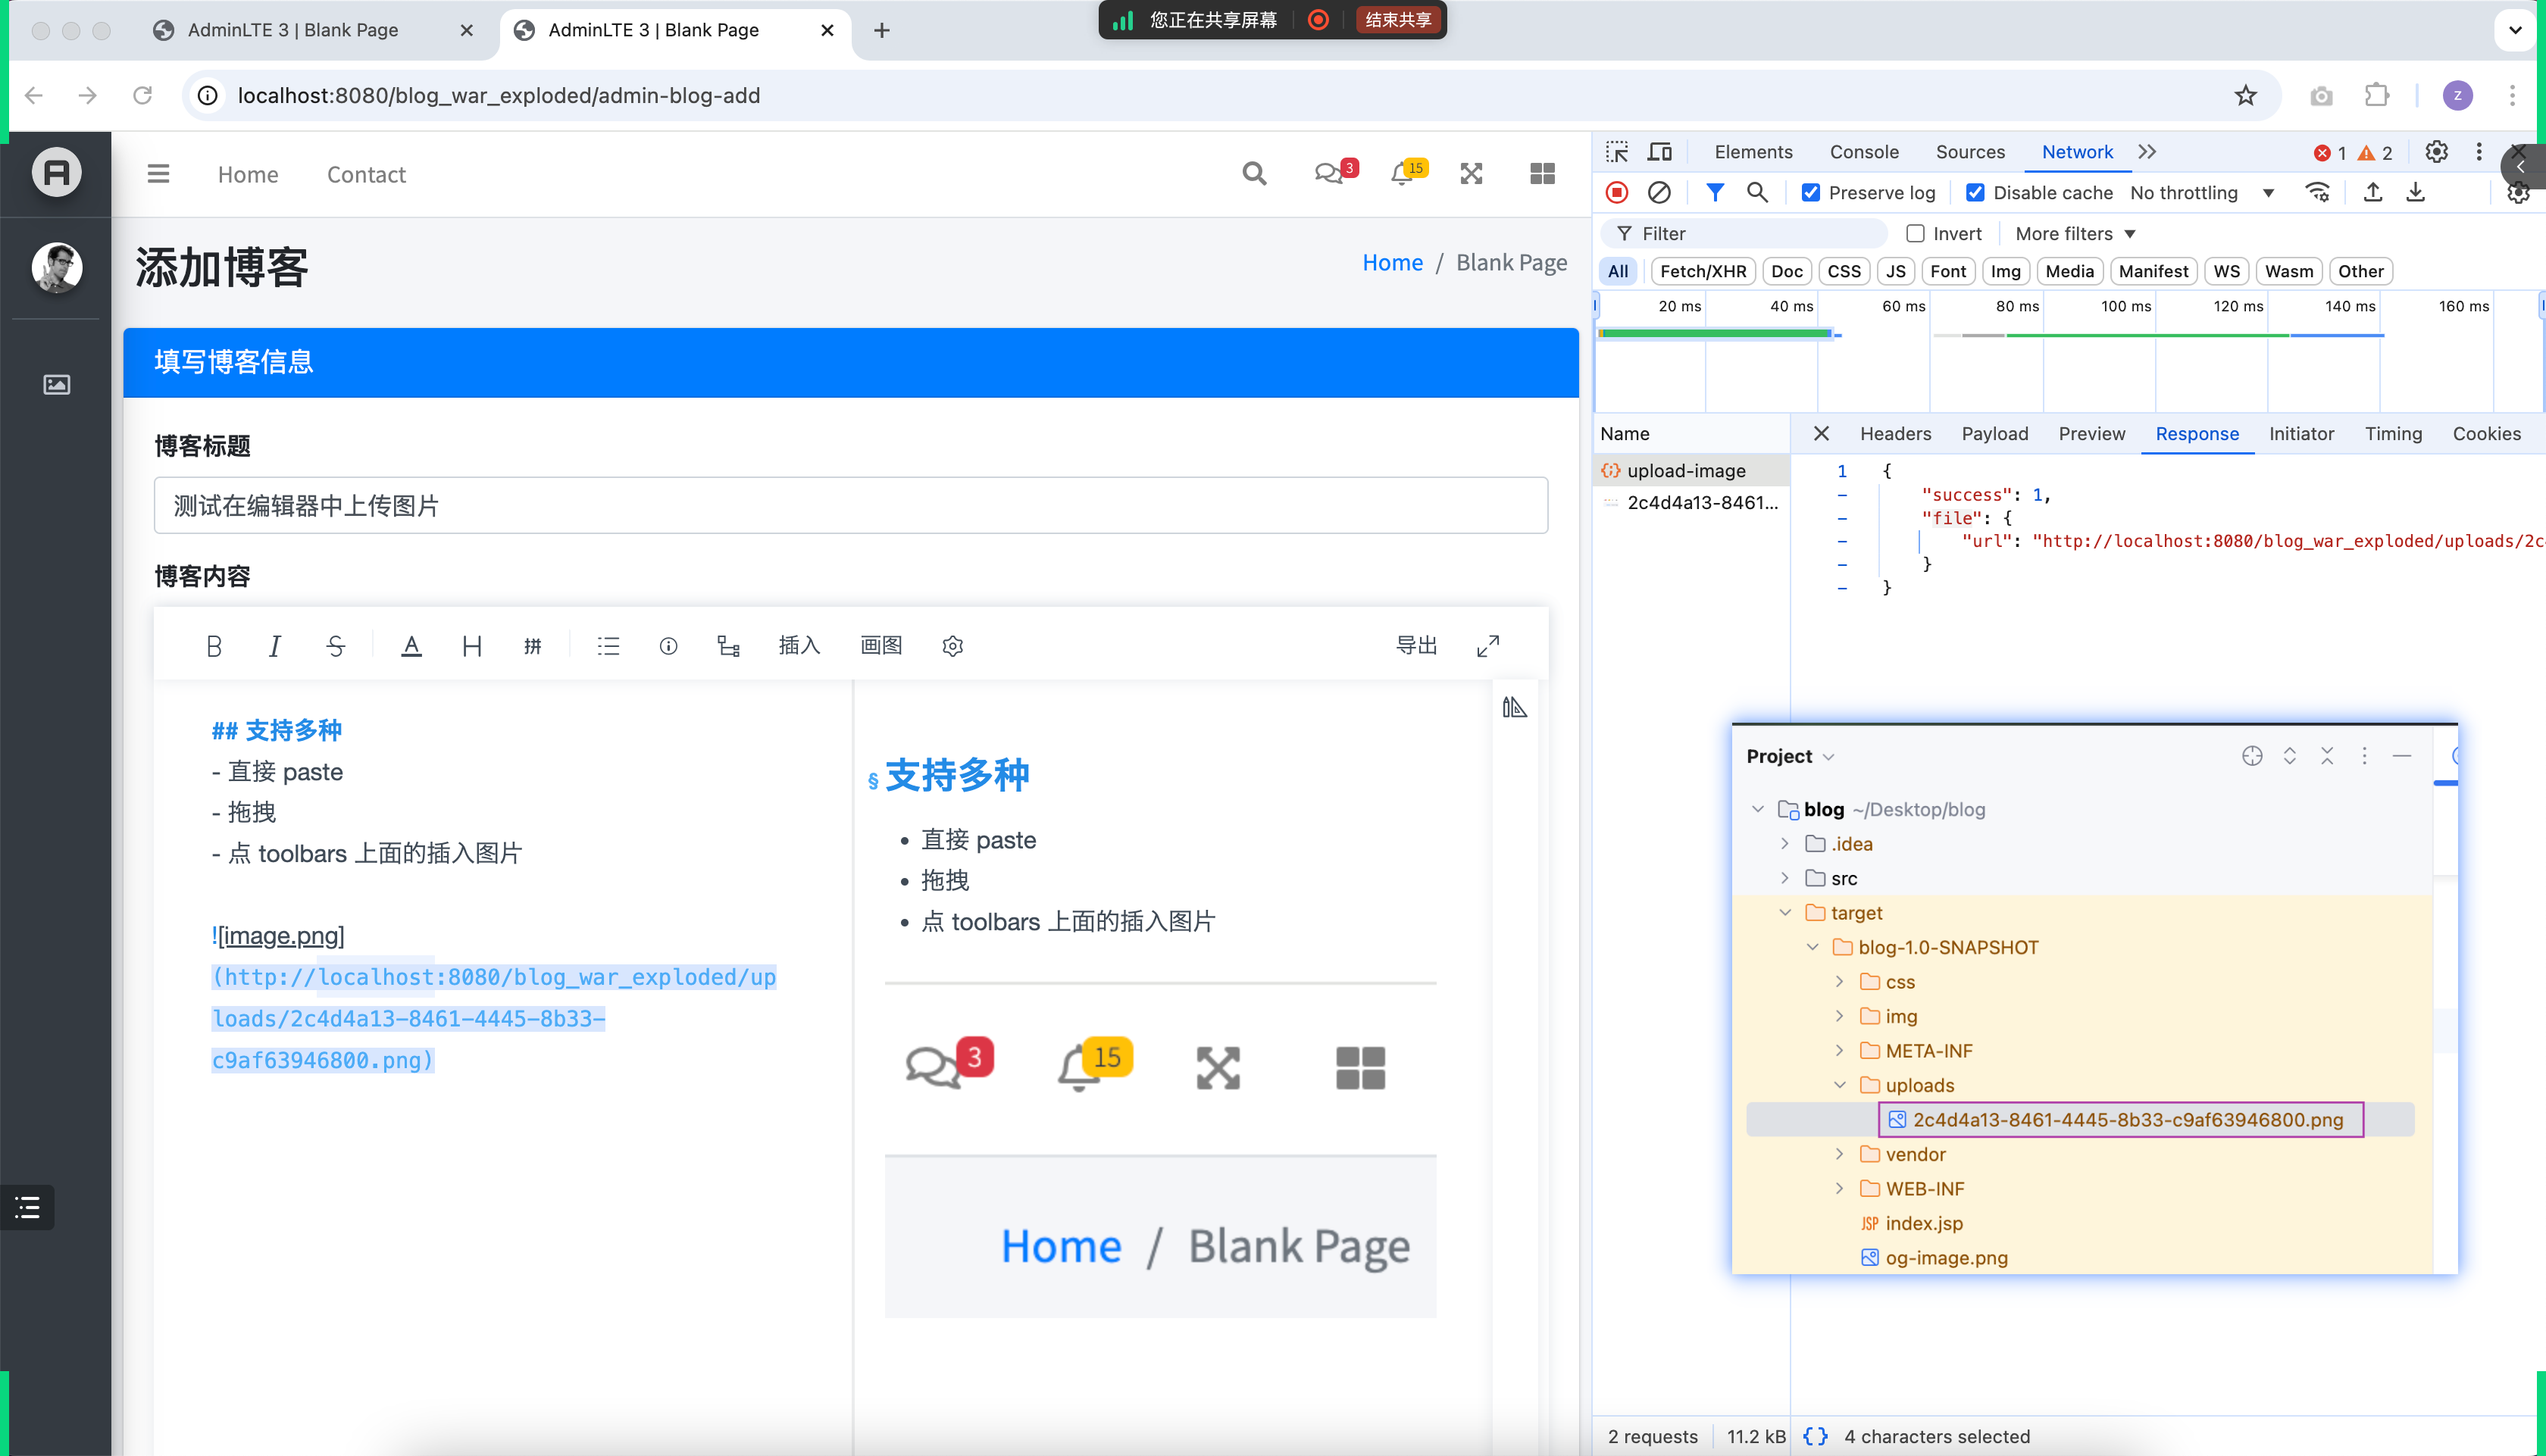 AdminLTE 3 | Blank Page
AdminLTE 3 | Blank Page
您正在共享屏幕
结束共享
localhost:8080/blog_war_exploded/admin-blog-add
z
Home
Contact
3
15
添加博客
Home / Blank Page
填写博客信息
博客标题
测试在编辑器中上传图片
博客内容
B I S A H 拼 插入 画图 导出
## 支持多种
- 直接 paste
- 拖拽
- 点 toolbars 上面的插入图片
![image.png]
(http://localhost:8080/blog_war_exploded/up
loads/2c4d4a13-8461-4445-8b33-
c9af63946800.png)
§ 支持多种
• 直接 paste
• 拖拽
• 点 toolbars 上面的插入图片
3
15
Home / Blank Page
Elements Console Sources Network 1 2
Preserve log Disable cache No throttling
Filter Invert More filters
All Fetch/XHR Doc CSS JS Font Img Media Manifest WS Wasm Other
20 ms 40 ms 60 ms 80 ms 100 ms 120 ms 140 ms 160 ms
Name
Headers Payload Preview Response Initiator Timing Cookies
upload-image
2c4d4a13-8461...
1 {
"success": 1,
"file": {
"url": "http://localhost:8080/blog_war_exploded/uploads/2c
}
}
Project
blog ~/Desktop/blog
.idea
src
target
blog-1.0-SNAPSHOT
css
img
META-INF
uploads
2c4d4a13-8461-4445-8b33-c9af63946800.png
vendor
WEB-INF
JSP index.jsp
og-image.png
2 requests 11.2 kB {} 4 characters selected